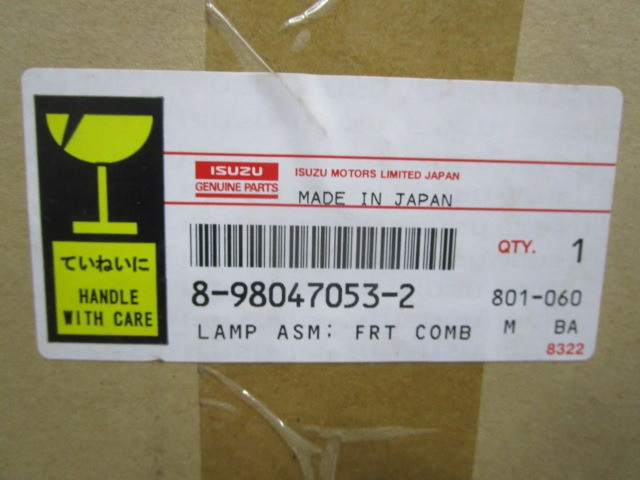 ISUZU
GENUINE PARTS
ISUZU MOTORS LIMITED JAPAN
MADE IN JAPAN
ていねいに
HANDLE
WITH CARE
QTY. 1
8-98047053-2
801-060
LAMP ASM: FRT COMB
M BA
8322